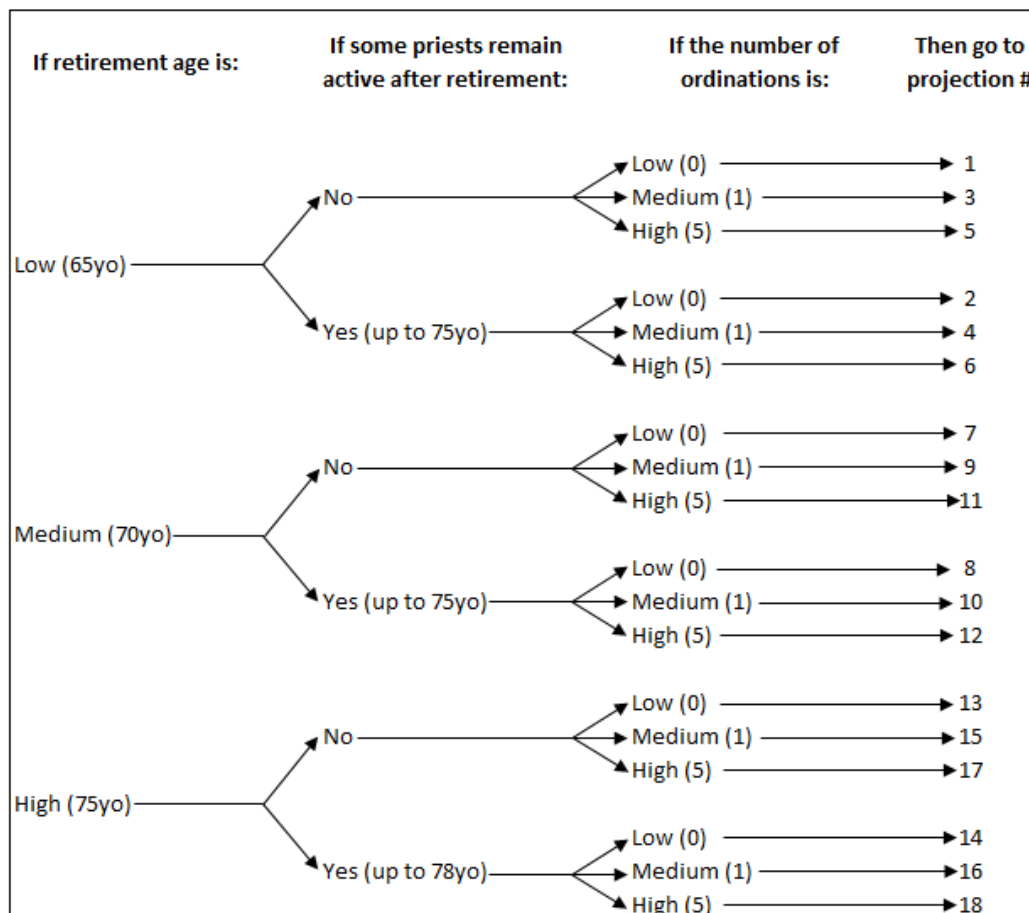 If retirement age is:
If some priests remain
active after retirement:
If the number of
ordinations is:
Then go to
projection #
Low (65yo)
No
Low (0) 1
Medium (1) 3
High (5) 5
Yes (up to 75yo)
Low (0) 2
Medium (1) 4
High (5) 6
Medium (70yo)
No
Low (0) 7
Medium (1) 9
High (5) 11
Yes (up to 75yo)
Low (0) 8
Medium (1) 10
High (5) 12
High (75yo)
No
Low (0) 13
Medium (1) 15
High (5) 17
Yes (up to 78yo)
Low (0) 14
Medium (1) 16
High (5) 18